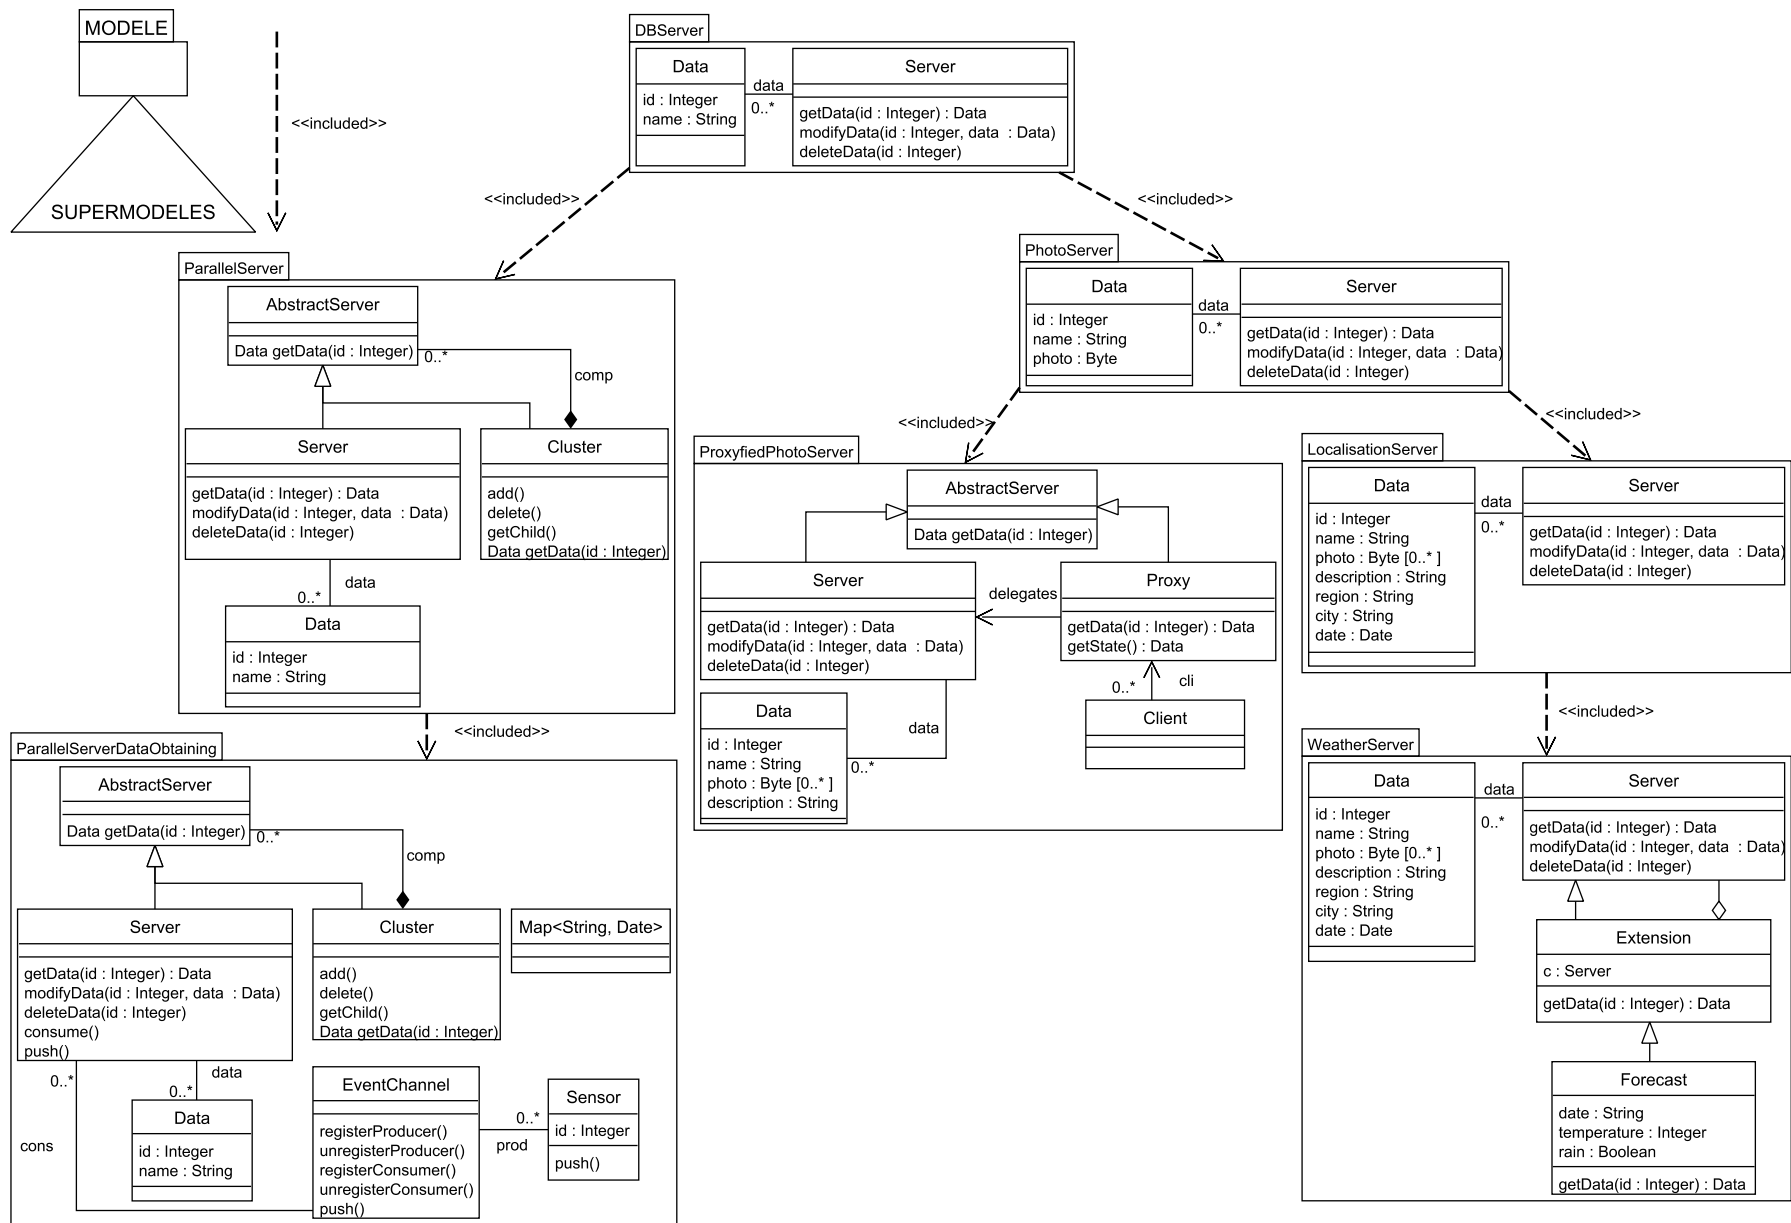 MODELE
<<included>>
SUPERMODELES
DBServer
Data
id : Integer
name : String
data
0..*
Server
getData(id : Integer) : Data
modifyData(id : Integer, data : Data)
deleteData(id : Integer)
<<included>>
<<included>>
ParallelServer
AbstractServer
Data getData(id : Integer)
0..*
comp
Server
getData(id : Integer) : Data
modifyData(id : Integer, data : Data)
deleteData(id : Integer)
Cluster
add()
delete()
getChild()
Data getData(id : Integer)
data
0..*
Data
id : Integer
name : String
<<included>>
PhotoServer
Data
id : Integer
name : String
photo : Byte
data
0..*
Server
getData(id : Integer) : Data
modifyData(id : Integer, data : Data)
deleteData(id : Integer)
<<included>>
<<included>>
ProxyfiedPhotoServer
AbstractServer
Data getData(id : Integer)
Server
getData(id : Integer) : Data
modifyData(id : Integer, data : Data)
deleteData(id : Integer)
delegates
Proxy
getData(id : Integer) : Data
getState() : Data
0..*
cli
Client
Data
id : Integer
name : String
photo : Byte [0..* ]
description : String
data
0..*
LocalisationServer
Data
id : Integer
name : String
photo : Byte [0..* ]
description : String
region : String
city : String
date : Date
data
0..*
Server
getData(id : Integer) : Data
modifyData(id : Integer, data : Data)
deleteData(id : Integer)
<<included>>
ParallelServerDataObtaining
AbstractServer
Data getData(id : Integer)
0..*
comp
Server
getData(id : Integer) : Data
modifyData(id : Integer, data : Data)
deleteData(id : Integer)
consume()
push()
Cluster
add()
delete()
getChild()
Data getData(id : Integer)
Map<String, Date>
0..*
data
0..*
Data
id : Integer
name : String
cons
EventChannel
registerProducer()
unregisterProducer()
registerConsumer()
unregisterConsumer()
push()
0..*
prod
Sensor
id : Integer
push()
WeatherServer
Data
id : Integer
name : String
photo : Byte [0..* ]
description : String
region : String
city : String
date : Date
data
0..*
Server
getData(id : Integer) : Data
modifyData(id : Integer, data : Data)
deleteData(id : Integer)
Extension
c : Server
getData(id : Integer) : Data
Forecast
date : String
temperature : Integer
rain : Boolean
getData(id : Integer) : Data